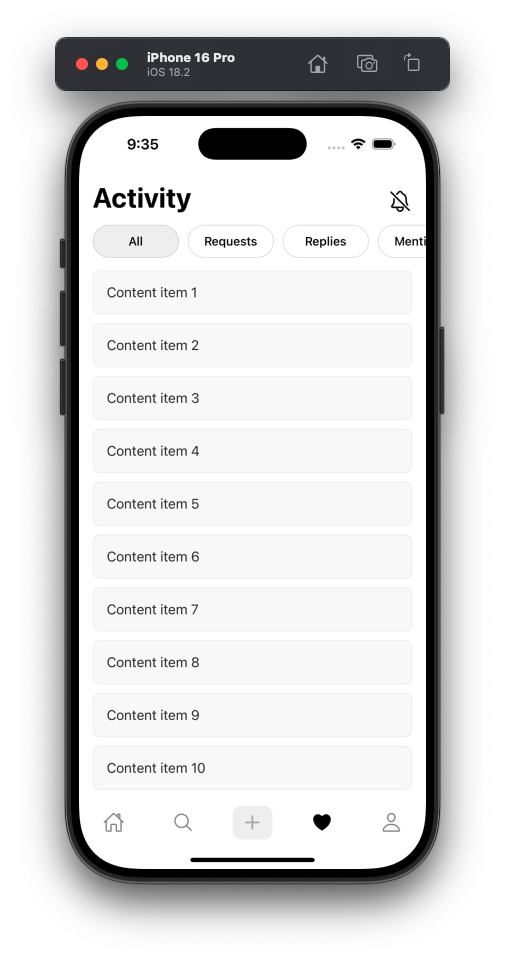 iPhone 16 Pro
iOS 18.2
9:35
Activity
All Requests Replies Menti
Content item 1
Content item 2
Content item 3
Content item 4
Content item 5
Content item 6
Content item 7
Content item 8
Content item 9
Content item 10